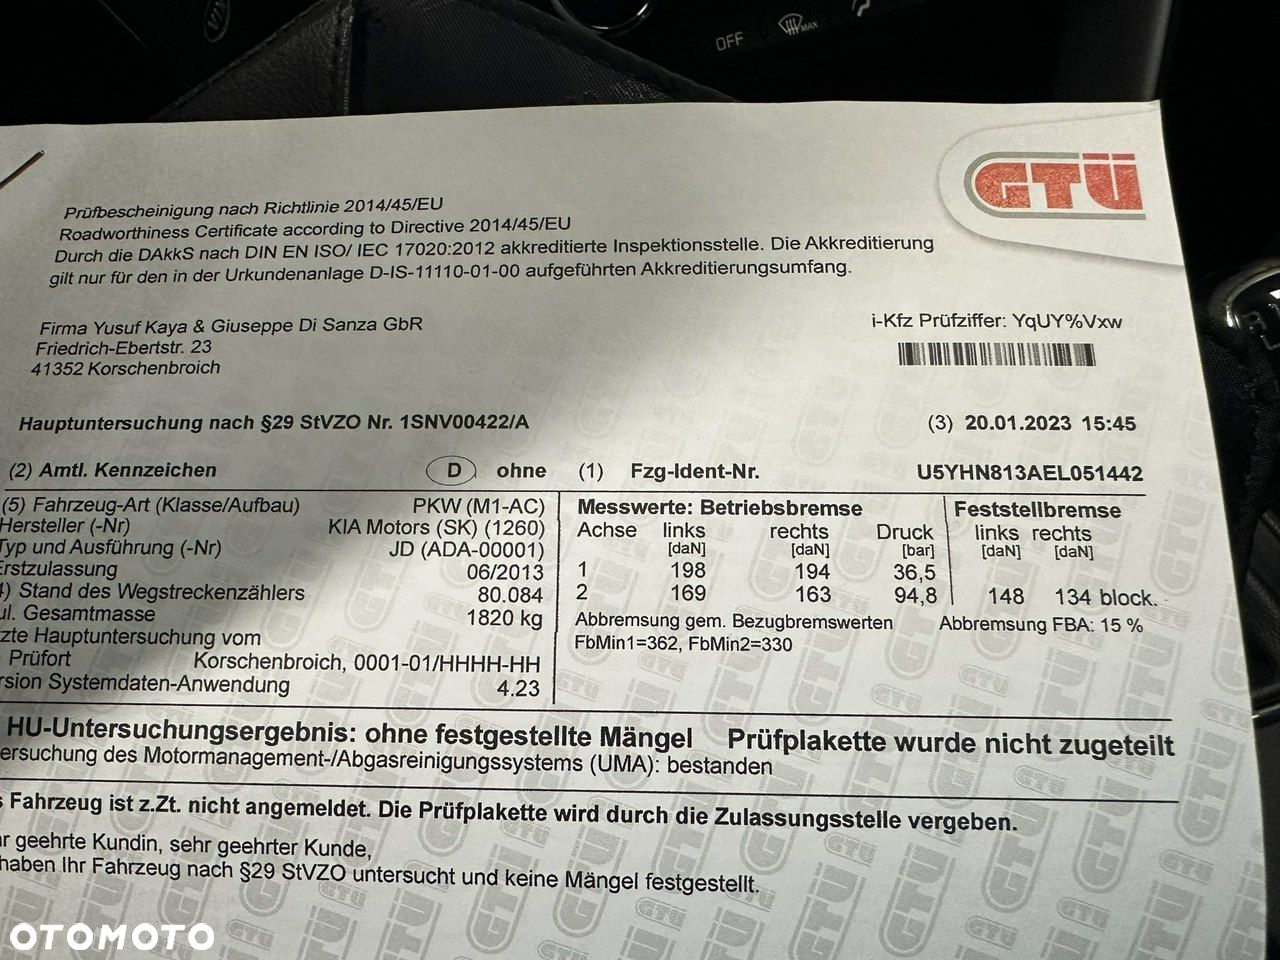 OFF
MAX
GTÜ
Prüfbescheinigung nach Richtlinie 2014/45/EU
Roadworthiness Certificate according to Directive 2014/45/EU
Durch die DAkkS nach DIN EN ISO/ IEC 17020:2012 akkreditierte Inspektionsstelle. Die Akkreditierung
gilt nur für den in der Urkundenanlage D-IS-11110-01-00 aufgeführten Akkreditierungsumfang.
Firma Yusuf Kaya & Giuseppe Di Sanza GbR
Friedrich-Ebertstr. 23
41352 Korschenbroich
i-Kfz Prüfziffer: YqUY%Vxw
Hauptuntersuchung nach §29 StVZO Nr. 1SNV00422/A (3) 20.01.2023 15:45
(2) Amtl. Kennzeichen D ohne (1) Fzg-Ident-Nr. U5YHN813AEL051442
(5) Fahrzeug-Art (Klasse/Aufbau) PKW (M1-AC)
Hersteller (-Nr) KIA Motors (SK) (1260)
Typ und Ausführung (-Nr) JD (ADA-00001)
Erstzulassung 06/2013
4) Stand des Wegstreckenzählers 80.084
ul. Gesamtmasse 1820 kg
zte Hauptuntersuchung vom
Prüfort Korschenbroich, 0001-01/HHHH-HH
rsion Systemdaten-Anwendung 4.23
Messwerte: Betriebsbremse Feststellbremse
Achse links rechts Druck links rechts
[daN] [daN] [bar] [daN] [daN]
1 198 194 36,5
2 169 163 94,8 148 134 block.
Abbremsung gem. Bezugbremswerten Abbremsung FBA: 15 %
FbMin1=362, FbMin2=330
HU-Untersuchungsergebnis: ohne festgestellte Mängel Prüfplakette wurde nicht zugeteilt
ersuchung des Motormanagement-/Abgasreinigungssystems (UMA): bestanden
s Fahrzeug ist z.Zt. nicht angemeldet. Die Prüfplakette wird durch die Zulassungsstelle vergeben.
hr geehrte Kundin, sehr geehrter Kunde,
haben Ihr Fahrzeug nach §29 StVZO untersucht und keine Mängel festgestellt.
OTOMOTO